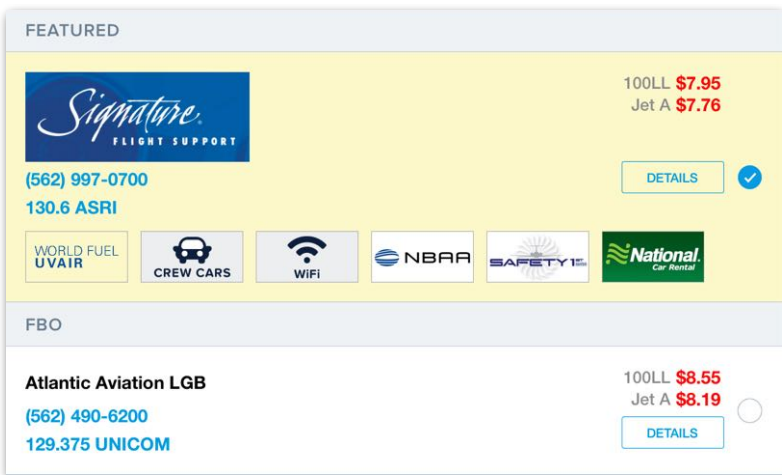 FEATURED
Signature.
FLIGHT SUPPORT
100LL $7.95
Jet A $7.76
(562) 997-0700
DETAILS
130.6 ASRI
WORLD FUEL
UVAIR
CREW CARS
WiFi
NBAA
SAFETY 1st
National.
Car Rental
FBO
Atlantic Aviation LGB
100LL $8.55
Jet A $8.19
(562) 490-6200
DETAILS
129.375 UNICOM